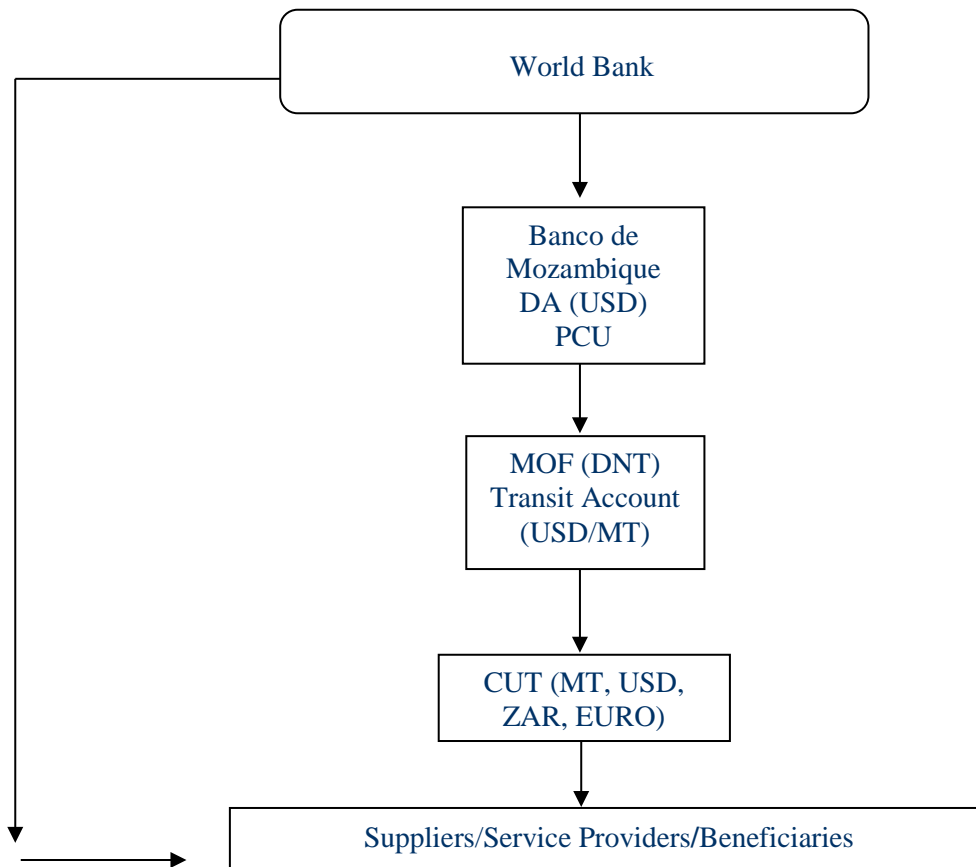 World Bank
Banco de
Mozambique
DA (USD)
PCU
MOF (DNT)
Transit Account
(USD/MT)
CUT (MT, USD,
ZAR, EURO)
Suppliers/Service Providers/Beneficiaries